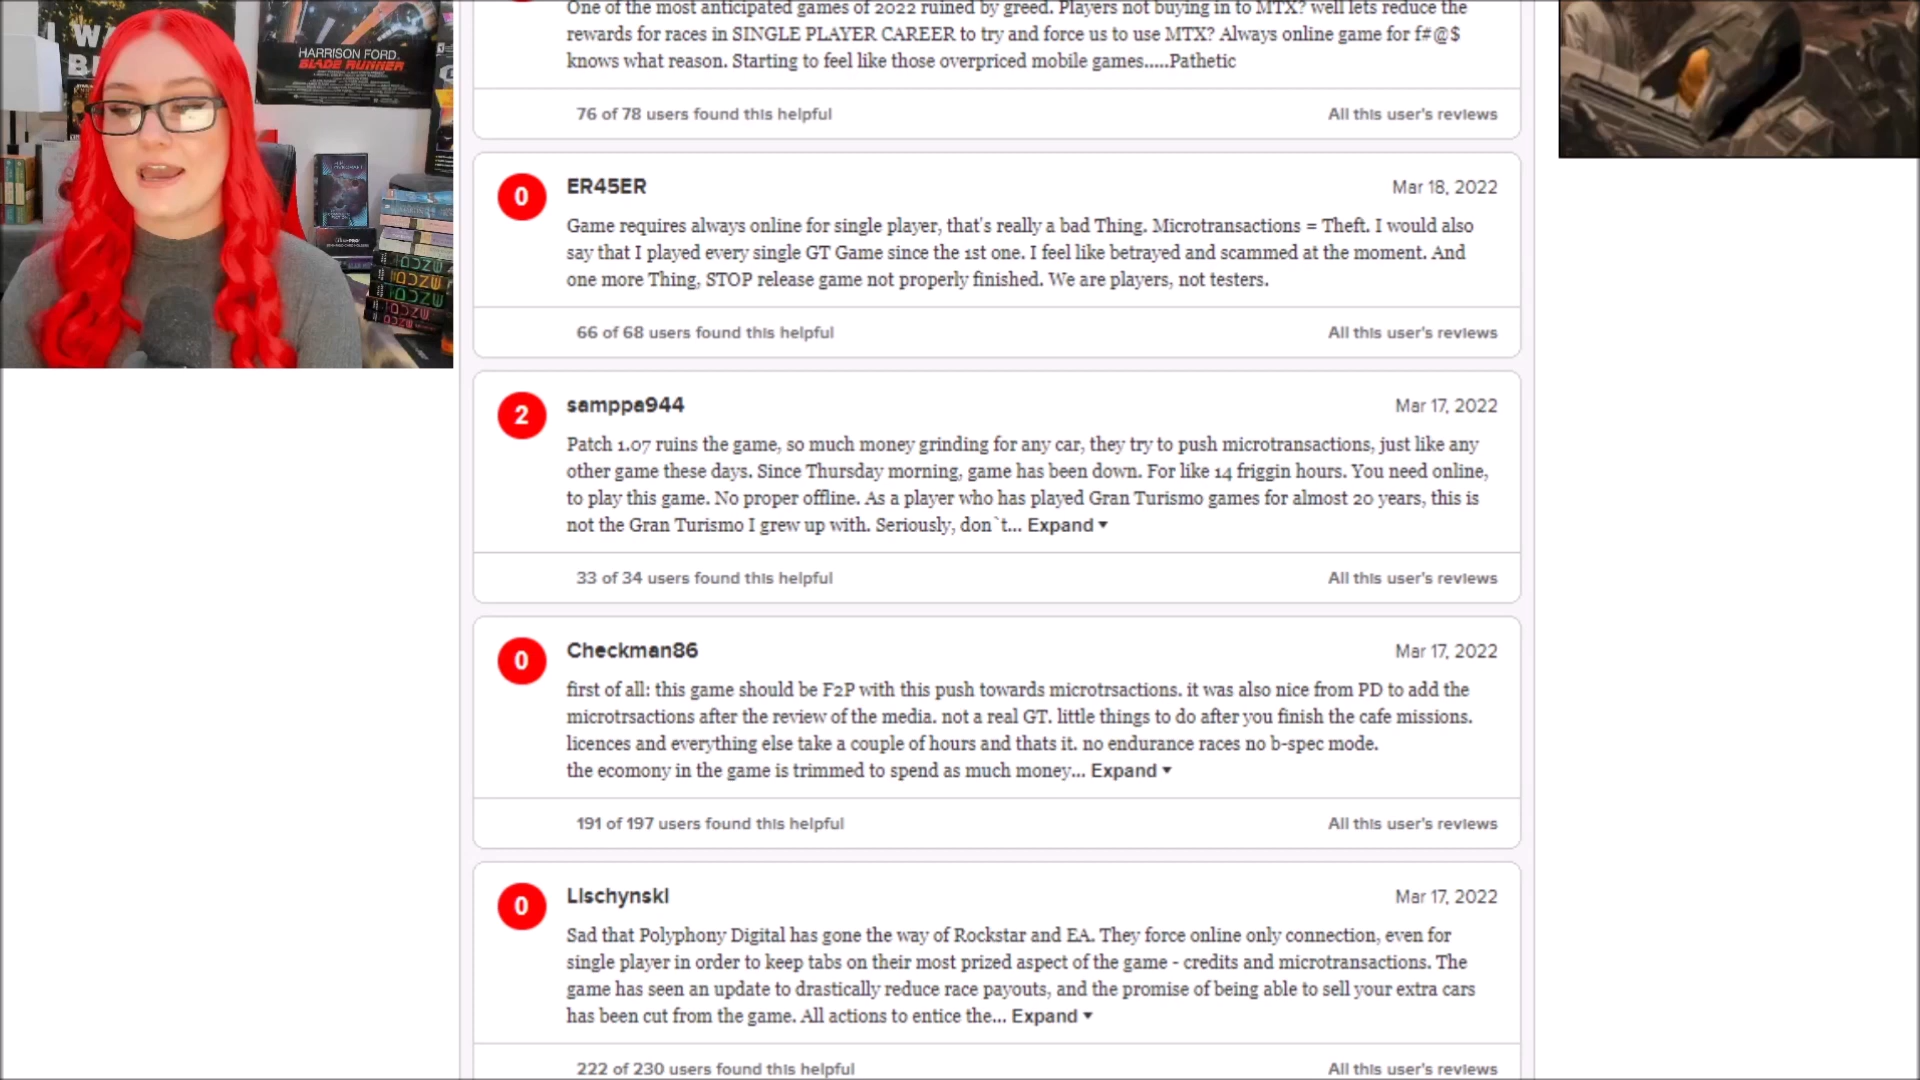 HARRISON FORD.
BLADE RUNNER
One of the most anticipated games of 2022 ruined by greed. Players not buying in to MTX? well lets reduce the
rewards for races in SINGLE PLAYER CAREER to try and force us to use MTX? Always online game for f#@$
knows what reason. Starting to feel like those overpriced mobile games.....Pathetic
76 of 78 users found this helpful
All this user's reviews
0
ER45ER
Mar 18, 2022
Game requires always online for single player, that's really a bad Thing. Microtransactions = Theft. I would also
say that I played every single GT Game since the 1st one. I feel like betrayed and scammed at the moment. And
one more Thing, STOP release game not properly finished. We are players, not testers.
66 of 68 users found this helpful
All this user's reviews
2
samppa944
Mar 17, 2022
Patch 1.07 ruins the game, so much money grinding for any car, they try to push microtransactions, just like any
other game these days. Since Thursday morning, game has been down. For like 14 friggin hours. You need online,
to play this game. No proper offline. As a player who has played Gran Turismo games for almost 20 years, this is
not the Gran Turismo I grew up with. Seriously, don`t... Expand ▾
33 of 34 users found this helpful
All this user's reviews
0
Checkman86
Mar 17, 2022
first of all: this game should be F2P with this push towards microtrsactions. it was also nice from PD to add the
microtrsactions after the review of the media. not a real GT. little things to do after you finish the cafe missions.
licences and everything else take a couple of hours and thats it. no endurance races no b-spec mode.
the ecomony in the game is trimmed to spend as much money... Expand ▾
191 of 197 users found this helpful
All this user's reviews
0
LIschynskI
Mar 17, 2022
Sad that Polyphony Digital has gone the way of Rockstar and EA. They force online only connection, even for
single player in order to keep tabs on their most prized aspect of the game - credits and microtransactions. The
game has seen an update to drastically reduce race payouts, and the promise of being able to sell your extra cars
has been cut from the game. All actions to entice the... Expand ▾
222 of 230 users found this helpful
All this user's reviews